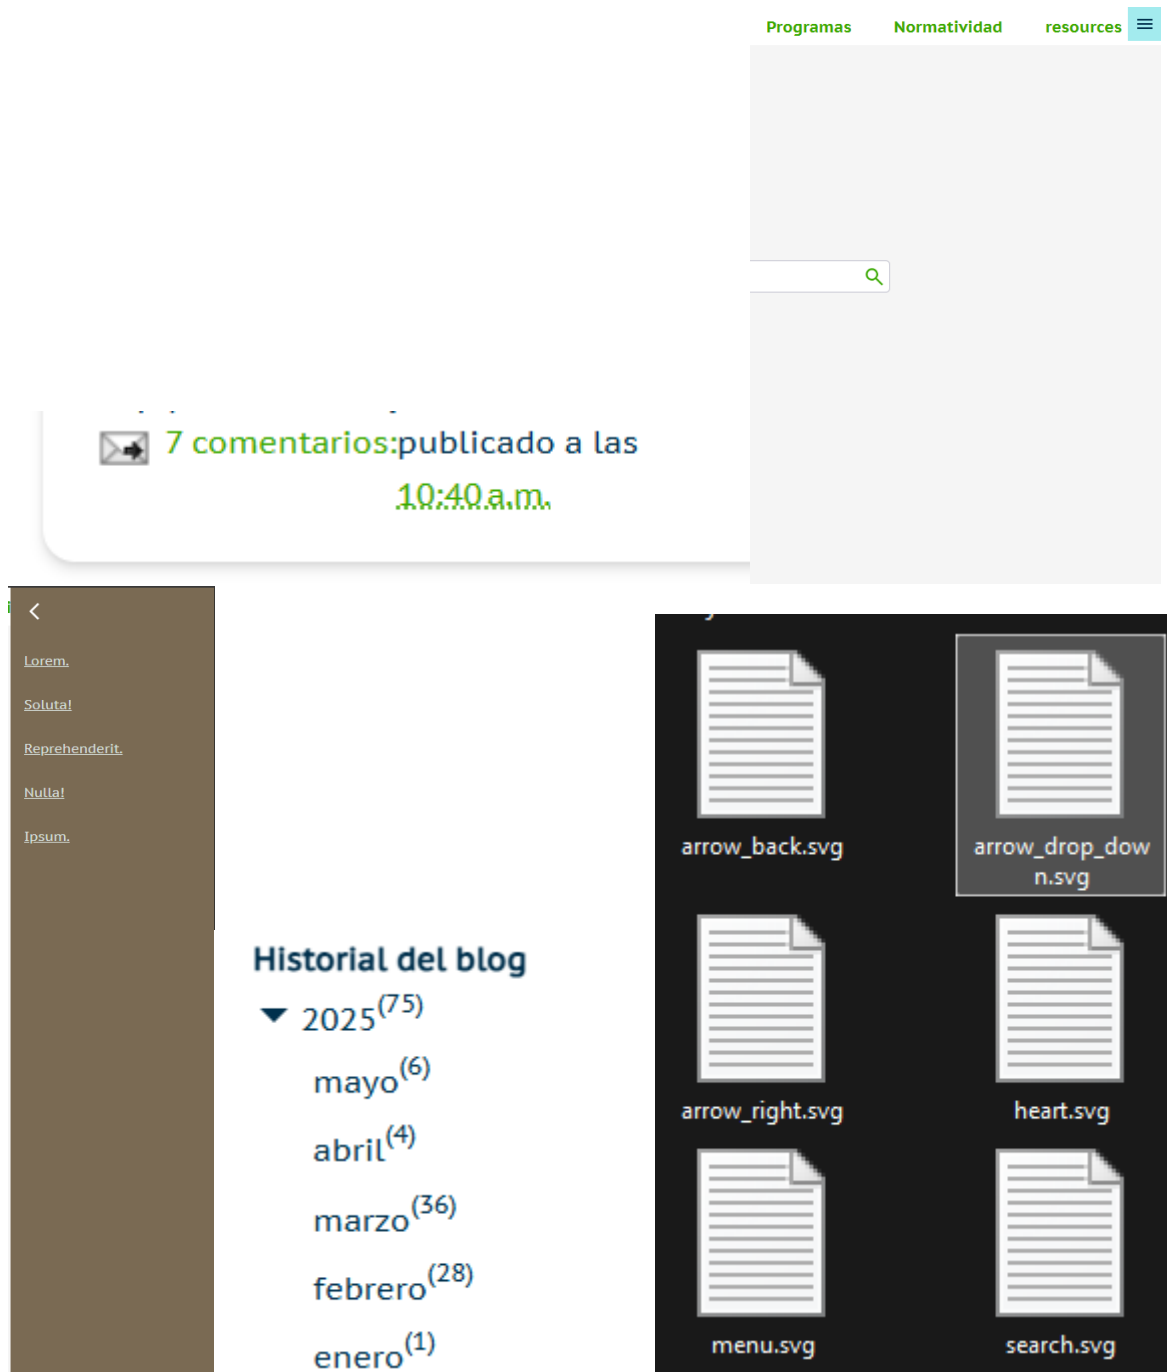 Programas Normatividad resources
7 comentarios:publicado a las
10:40 a.m.
Lorem.
Soluta!
Reprehenderit.
Nulla!
Ipsum.
Historial del blog
2025(75)
mayo(6)
abril(4)
marzo(36)
febrero(28)
enero(1)
arrow_back.svg
arrow_drop_dow
n.svg
arrow_right.svg
heart.svg
menu.svg
search.svg